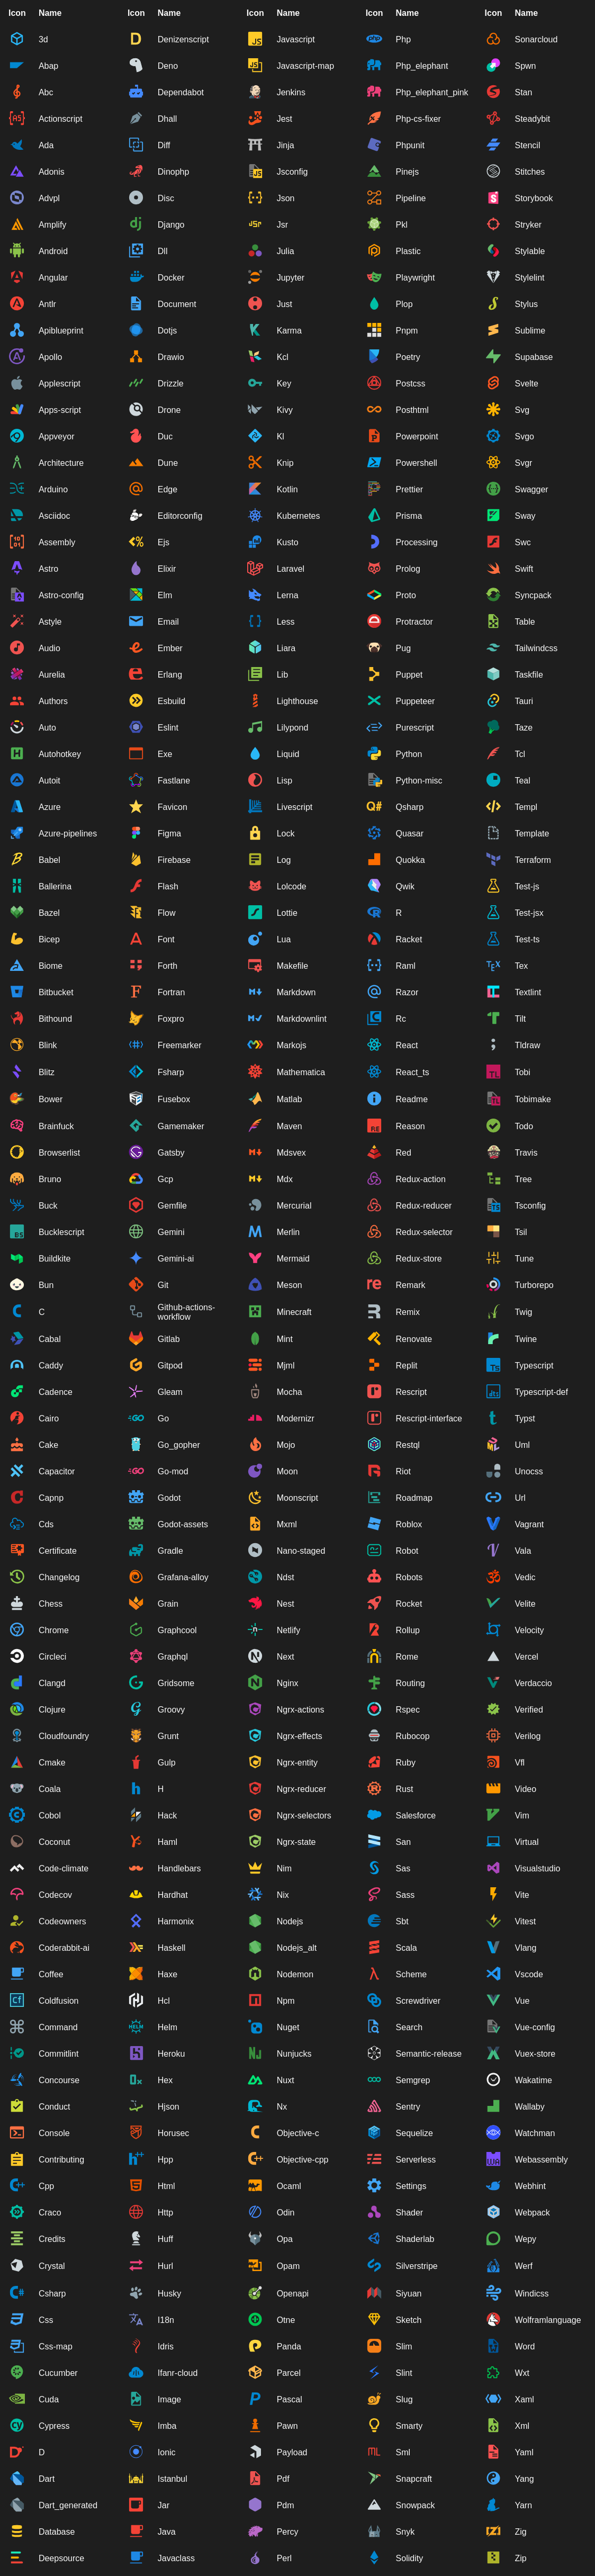 Icon Name
3d
Abap
Abc
Actionscript
Ada
Adonis
Advpl
Amplify
Android
Angular
Antlr
Apiblueprint
Apollo
Applescript
Apps-script
Appveyor
Architecture
Arduino
Asciidoc
Assembly
Astro
Astro-config
Astyle
Audio
Aurelia
Authors
Auto
Autohotkey
Autoit
Azure
Azure-pipelines
Babel
Ballerina
Bazel
Bicep
Biome
Bitbucket
Bithound
Blink
Blitz
Bower
Brainfuck
Browserlist
Bruno
Buck
Bucklescript
Buildkite
Bun
C
Cabal
Caddy
Cadence
Cairo
Cake
Capacitor
Capnp
Cds
Certificate
Changelog
Chess
Chrome
Circleci
Clangd
Clojure
Cloudfoundry
Cmake
Coala
Cobol
Coconut
Code-climate
Codecov
Codeowners
Coderabbit-ai
Coffee
Coldfusion
Command
Commitlint
Concourse
Conduct
Console
Contributing
Cpp
Craco
Credits
Crystal
Csharp
Css
Css-map
Cucumber
Cuda
Cypress
D
Dart
Dart_generated
Database
Deepsource
Icon Name
Denizenscript
Deno
Dependabot
Dhall
Diff
Dinophp
Disc
Django
Dll
Docker
Document
Dotjs
Drawio
Drizzle
Drone
Duc
Dune
Edge
Editorconfig
Ejs
Elixir
Elm
Email
Ember
Erlang
Esbuild
Eslint
Exe
Fastlane
Favicon
Figma
Firebase
Flash
Flow
Font
Forth
Fortran
Foxpro
Freemarker
Fsharp
Fusebox
Gamemaker
Gatsby
Gcp
Gemfile
Gemini
Gemini-ai
Git
Github-actions-
workflow
Gitlab
Gitpod
Gleam
Go
Go_gopher
Go-mod
Godot
Godot-assets
Gradle
Grafana-alloy
Grain
Graphcool
Graphql
Gridsome
Groovy
Grunt
Gulp
H
Hack
Haml
Handlebars
Hardhat
Harmonix
Haskell
Haxe
Hcl
Helm
Heroku
Hex
Hjson
Horusec
Hpp
Html
Http
Huff
Hurl
Husky
I18n
Idris
Ifanr-cloud
Image
Imba
Ionic
Istanbul
Jar
Java
Javaclass
Icon Name
Javascript
Javascript-map
Jenkins
Jest
Jinja
Jsconfig
Json
Jsr
Julia
Jupyter
Just
Karma
Kcl
Key
Kivy
Kl
Knip
Kotlin
Kubernetes
Kusto
Laravel
Lerna
Less
Liara
Lib
Lighthouse
Lilypond
Liquid
Lisp
Livescript
Lock
Log
Lolcode
Lottie
Lua
Makefile
Markdown
Markdownlint
Markojs
Mathematica
Matlab
Maven
Mdsvex
Mdx
Mercurial
Merlin
Mermaid
Meson
Minecraft
Mint
Mjml
Mocha
Modernizr
Mojo
Moon
Moonscript
Mxml
Nano-staged
Ndst
Nest
Netlify
Next
Nginx
Ngrx-actions
Ngrx-effects
Ngrx-entity
Ngrx-reducer
Ngrx-selectors
Ngrx-state
Nim
Nix
Nodejs
Nodejs_alt
Nodemon
Npm
Nuget
Nunjucks
Nuxt
Nx
Objective-c
Objective-cpp
Ocaml
Odin
Opa
Opam
Openapi
Otne
Panda
Parcel
Pascal
Pawn
Payload
Pdf
Pdm
Percy
Perl
Icon Name
Php
Php_elephant
Php_elephant_pink
Php-cs-fixer
Phpunit
Pinejs
Pipeline
Pkl
Plastic
Playwright
Plop
Pnpm
Poetry
Postcss
Posthtml
Powerpoint
Powershell
Prettier
Prisma
Processing
Prolog
Proto
Protractor
Pug
Puppet
Puppeteer
Purescript
Python
Python-misc
Qsharp
Quasar
Quokka
Qwik
R
Racket
Raml
Razor
Rc
React
React_ts
Readme
Reason
Red
Redux-action
Redux-reducer
Redux-selector
Redux-store
Remark
Remix
Renovate
Replit
Rescript
Rescript-interface
Restql
Riot
Roadmap
Roblox
Robot
Robots
Rocket
Rollup
Rome
Routing
Rspec
Rubocop
Ruby
Rust
Salesforce
San
Sas
Sass
Sbt
Scala
Scheme
Screwdriver
Search
Semantic-release
Semgrep
Sentry
Sequelize
Serverless
Settings
Shader
Shaderlab
Silverstripe
Siyuan
Sketch
Slim
Slint
Slug
Smarty
Sml
Snapcraft
Snowpack
Snyk
Solidity
Icon Name
Sonarcloud
Spwn
Stan
Steadybit
Stencil
Stitches
Storybook
Stryker
Stylable
Stylelint
Stylus
Sublime
Supabase
Svelte
Svg
Svgo
Svgr
Swagger
Sway
Swc
Swift
Syncpack
Table
Tailwindcss
Taskfile
Tauri
Taze
Tcl
Teal
Templ
Template
Terraform
Test-js
Test-jsx
Test-ts
Tex
Textlint
Tilt
Tldraw
Tobi
Tobimake
Todo
Travis
Tree
Tsconfig
Tsil
Tune
Turborepo
Twig
Twine
Typescript
Typescript-def
Typst
Uml
Unocss
Url
Vagrant
Vala
Vedic
Velite
Velocity
Vercel
Verdaccio
Verified
Verilog
Vfl
Video
Vim
Virtual
Visualstudio
Vite
Vitest
Vlang
Vscode
Vue
Vue-config
Vuex-store
Wakatime
Wallaby
Watchman
Webassembly
Webhint
Webpack
Wepy
Werf
Windicss
Wolframlanguage
Word
Wxt
Xaml
Xml
Yaml
Yang
Yarn
Zig
Zip